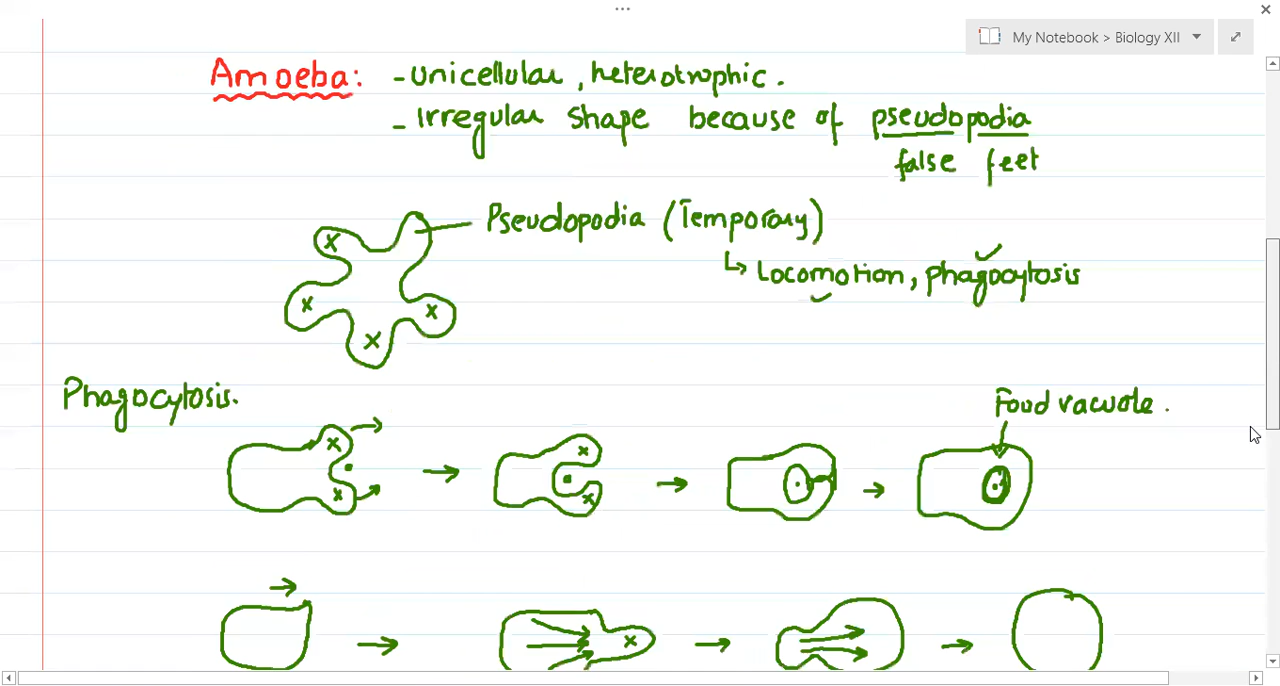 My Notebook > Biology XII
Amoeba: - unicellular, heterotrophic.
- Irregular shape because of pseudopodia
false feet
Pseudopodia (Temporary)
↳ Locomotion, phagocytosis
Phagocytosis.
Food vacuole.